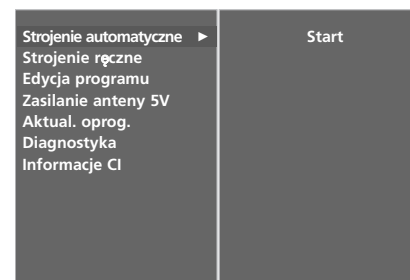 Strojenie automatyczne ► Start
Strojenie ręczne
Edycja programu
Zasilanie anteny 5V
Aktual. oprog.
Diagnostyka
Informacje CI